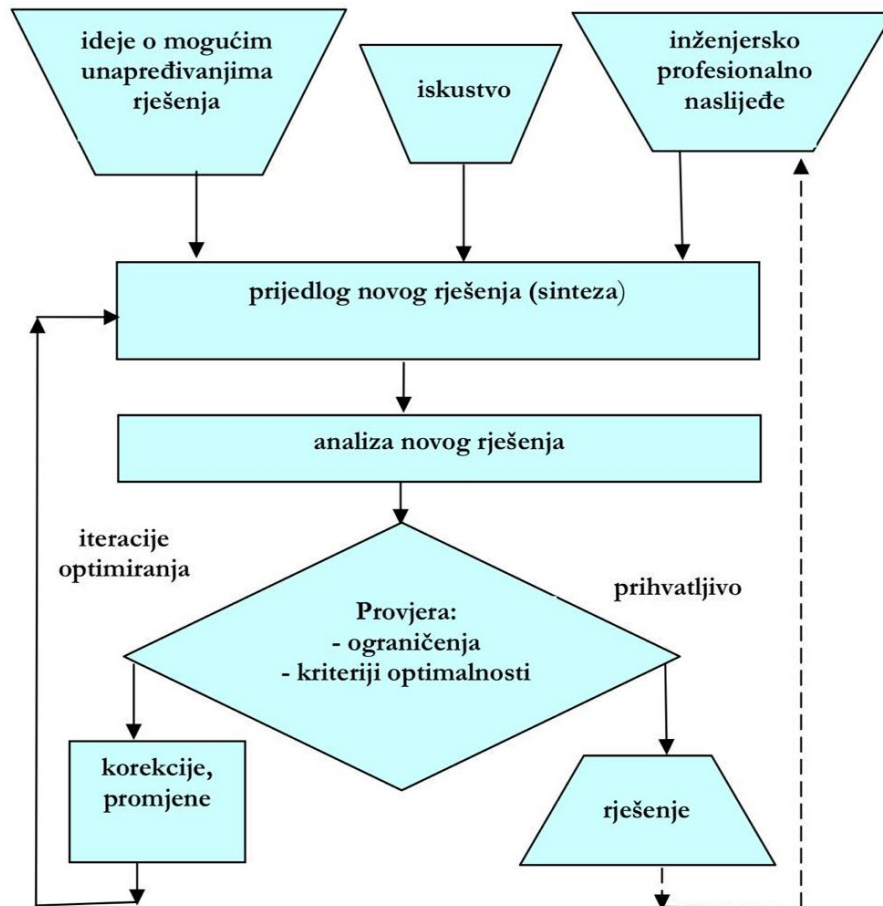 ideje o mogućim
unapređivanjima
rješenja
iskustvo
inženjersko
profesionalno
naslijeđe
prijedlog novog rješenja (sinteza)
analiza novog rješenja
iteracije
optimiranja
prihvatljivo
Provjera:
- ograničenja
- kriteriji optimalnosti
korekcije,
promjene
rješenje